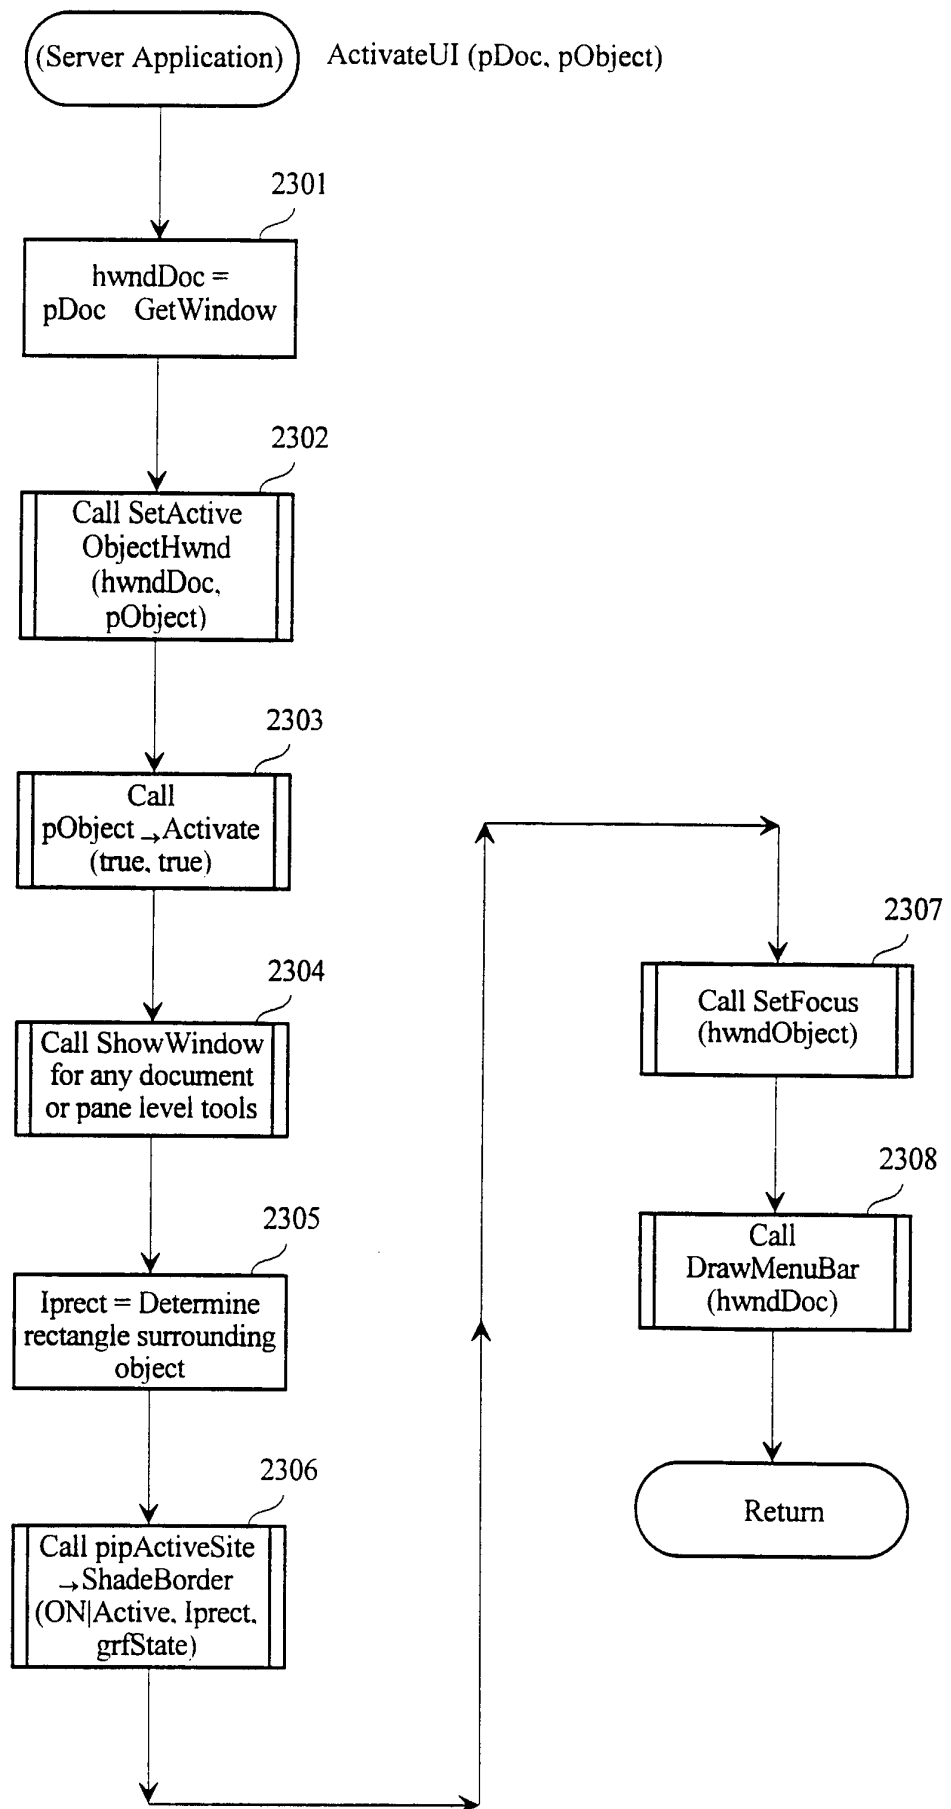 (Server Application)
ActivateUI (pDoc, pObject)
2301
hwndDoc =
pDoc GetWindow
2302
Call SetActive
ObjectHwnd
(hwndDoc,
pObject)
2303
Call
pObject→Activate
(true, true)
2304
Call ShowWindow
for any document
or pane level tools
2305
Iprect = Determine
rectangle surrounding
object
2306
Call pipActiveSite
→ShadeBorder
(ON|Active, Iprect,
grfState)
2307
Call SetFocus
(hwndObject)
2308
Call
DrawMenuBar
(hwndDoc)
Return